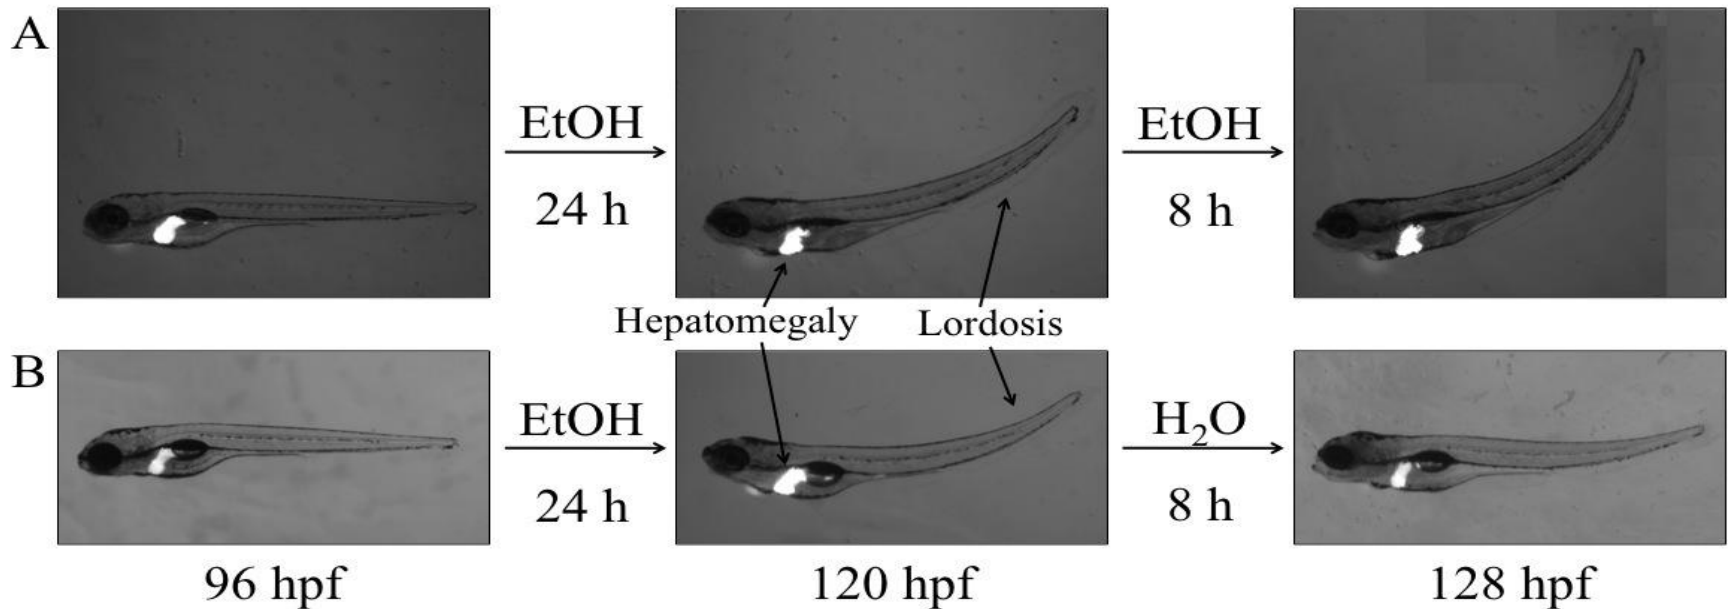 A
EtOH
24 h
EtOH
8 h
Hepatomegaly
Lordosis
B
EtOH
24 h
H₂O
8 h
96 hpf
120 hpf
128 hpf